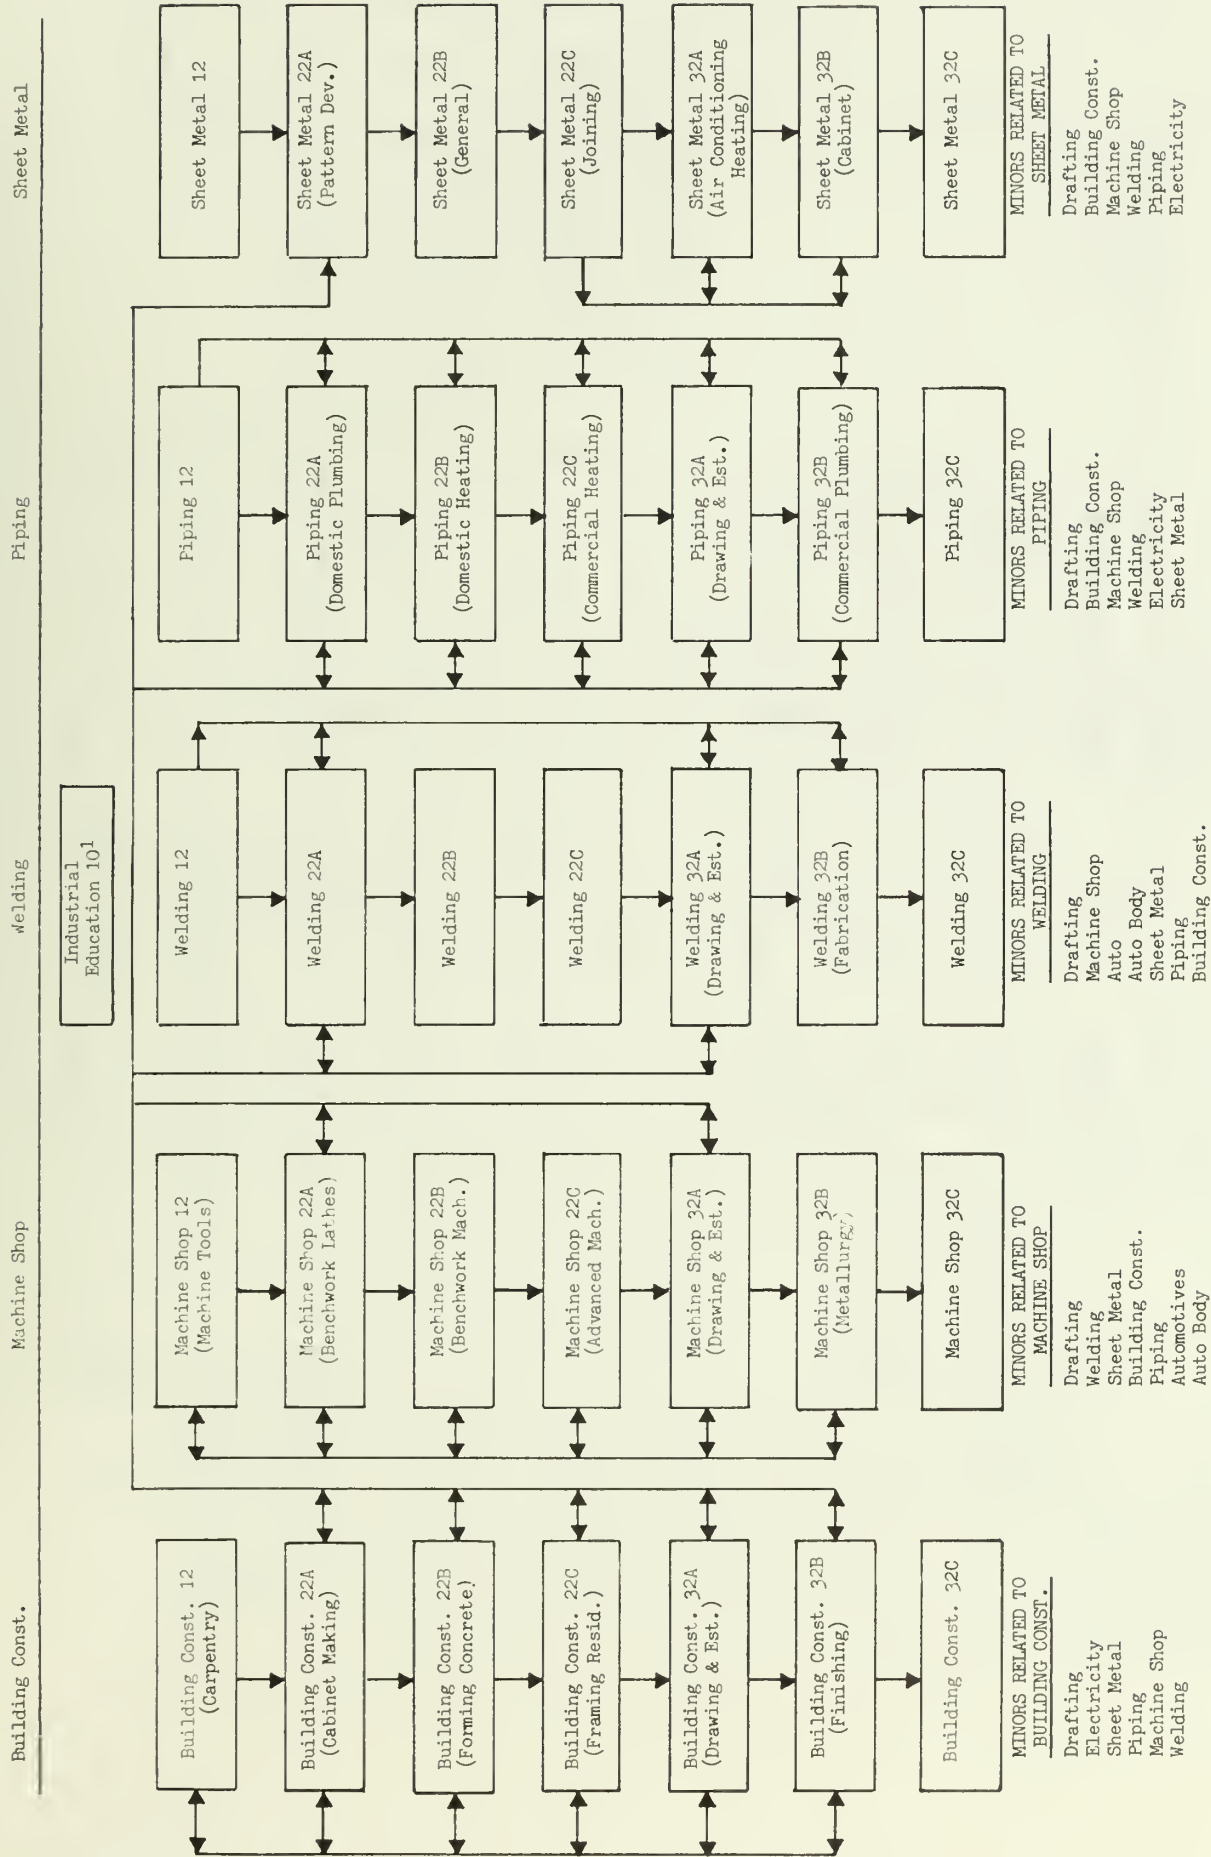 Building Const.
Machine Shop
Welding
Piping
Sheet Metal
Industrial
Education 10¹
Building Const. 12
(Carpentry)
Building Const. 22A
(Cabinet Making)
Building Const. 22B
(Forming Concrete)
Building Const. 22C
(Framing Resid.)
Building Const. 32A
(Drawing & Est.)
Building Const. 32B
(Finishing)
Building Const. 32C
MINORS RELATED TO
BUILDING CONST.
Drafting
Electricity
Sheet Metal
Piping
Machine Shop
Welding
Machine Shop 12
(Machine Tools)
Machine Shop 22A
(Benchwork Lathes)
Machine Shop 22B
(Benchwork Mach.)
Machine Shop 22C
(Advanced Mach.)
Machine Shop 32A
(Drawing & Est.)
Machine Shop 32B
(Metallurgy)
Machine Shop 32C
MINORS RELATED TO
MACHINE SHOP
Drafting
Welding
Sheet Metal
Building Const.
Piping
Automotives
Auto Body
Welding 12
Welding 22A
Welding 22B
Welding 22C
Welding 32A
(Drawing & Est.)
Welding 32B
(Fabrication)
Welding 32C
MINORS RELATED TO
WELDING
Drafting
Machine Shop
Auto
Auto Body
Sheet Metal
Piping
Building Const.
Piping 12
Piping 22A
(Domestic Plumbing)
Piping 22B
(Domestic Heating)
Piping 22C
(Commercial Heating)
Piping 32A
(Drawing & Est.)
Piping 32B
(Commercial Plumbing)
Piping 32C
MINORS RELATED TO
PIPING
Drafting
Building Const.
Machine Shop
Welding
Electricity
Sheet Metal
Sheet Metal 12
Sheet Metal 22A
(Pattern Dev.)
Sheet Metal 22B
(General)
Sheet Metal 22C
(Joining)
Sheet Metal 32A
(Air Conditioning
Heating)
Sheet Metal 32B
(Cabinet)
Sheet Metal 32C
MINORS RELATED TO
SHEET METAL
Drafting
Building Const.
Machine Shop
Welding
Piping
Electricity